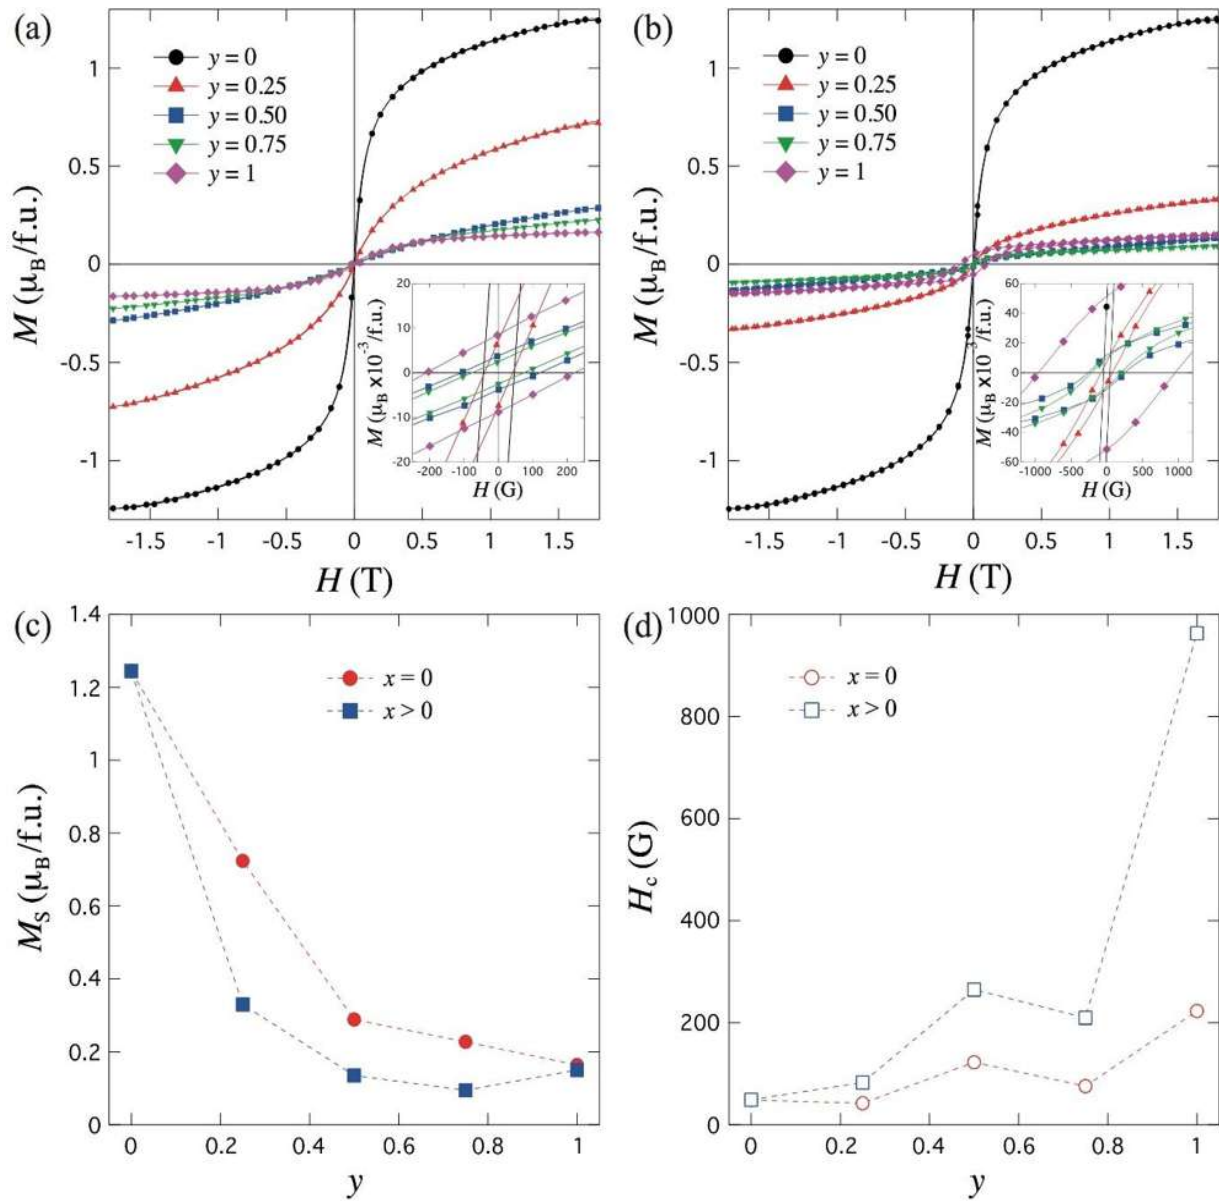 (a)
y = 0
y = 0.25
y = 0.50
y = 0.75
y = 1
M (μB/f.u.)
1
0.5
0
-0.5
-1
-1.5
-1
-0.5
0
0.5
1
1.5
H (T)
M (μB x10-3/f.u.)
20
10
0
-10
-20
-200
-100
0
100
200
H (G)
(b)
y = 0
y = 0.25
y = 0.50
y = 0.75
y = 1
M (μB/f.u.)
1
0.5
0
-0.5
-1
-1.5
-1
-0.5
0
0.5
1
1.5
H (T)
M (μB x10-3/f.u.)
60
40
20
0
-20
-40
-60
-1000
-500
0
500
1000
H (G)
(c)
x = 0
x > 0
MS (μB/f.u.)
1.4
1.2
1
0.8
0.6
0.4
0.2
0
0
0.2
0.4
0.6
0.8
1
y
(d)
x = 0
x > 0
Hc (G)
1000
800
600
400
200
0
0
0.2
0.4
0.6
0.8
1
y